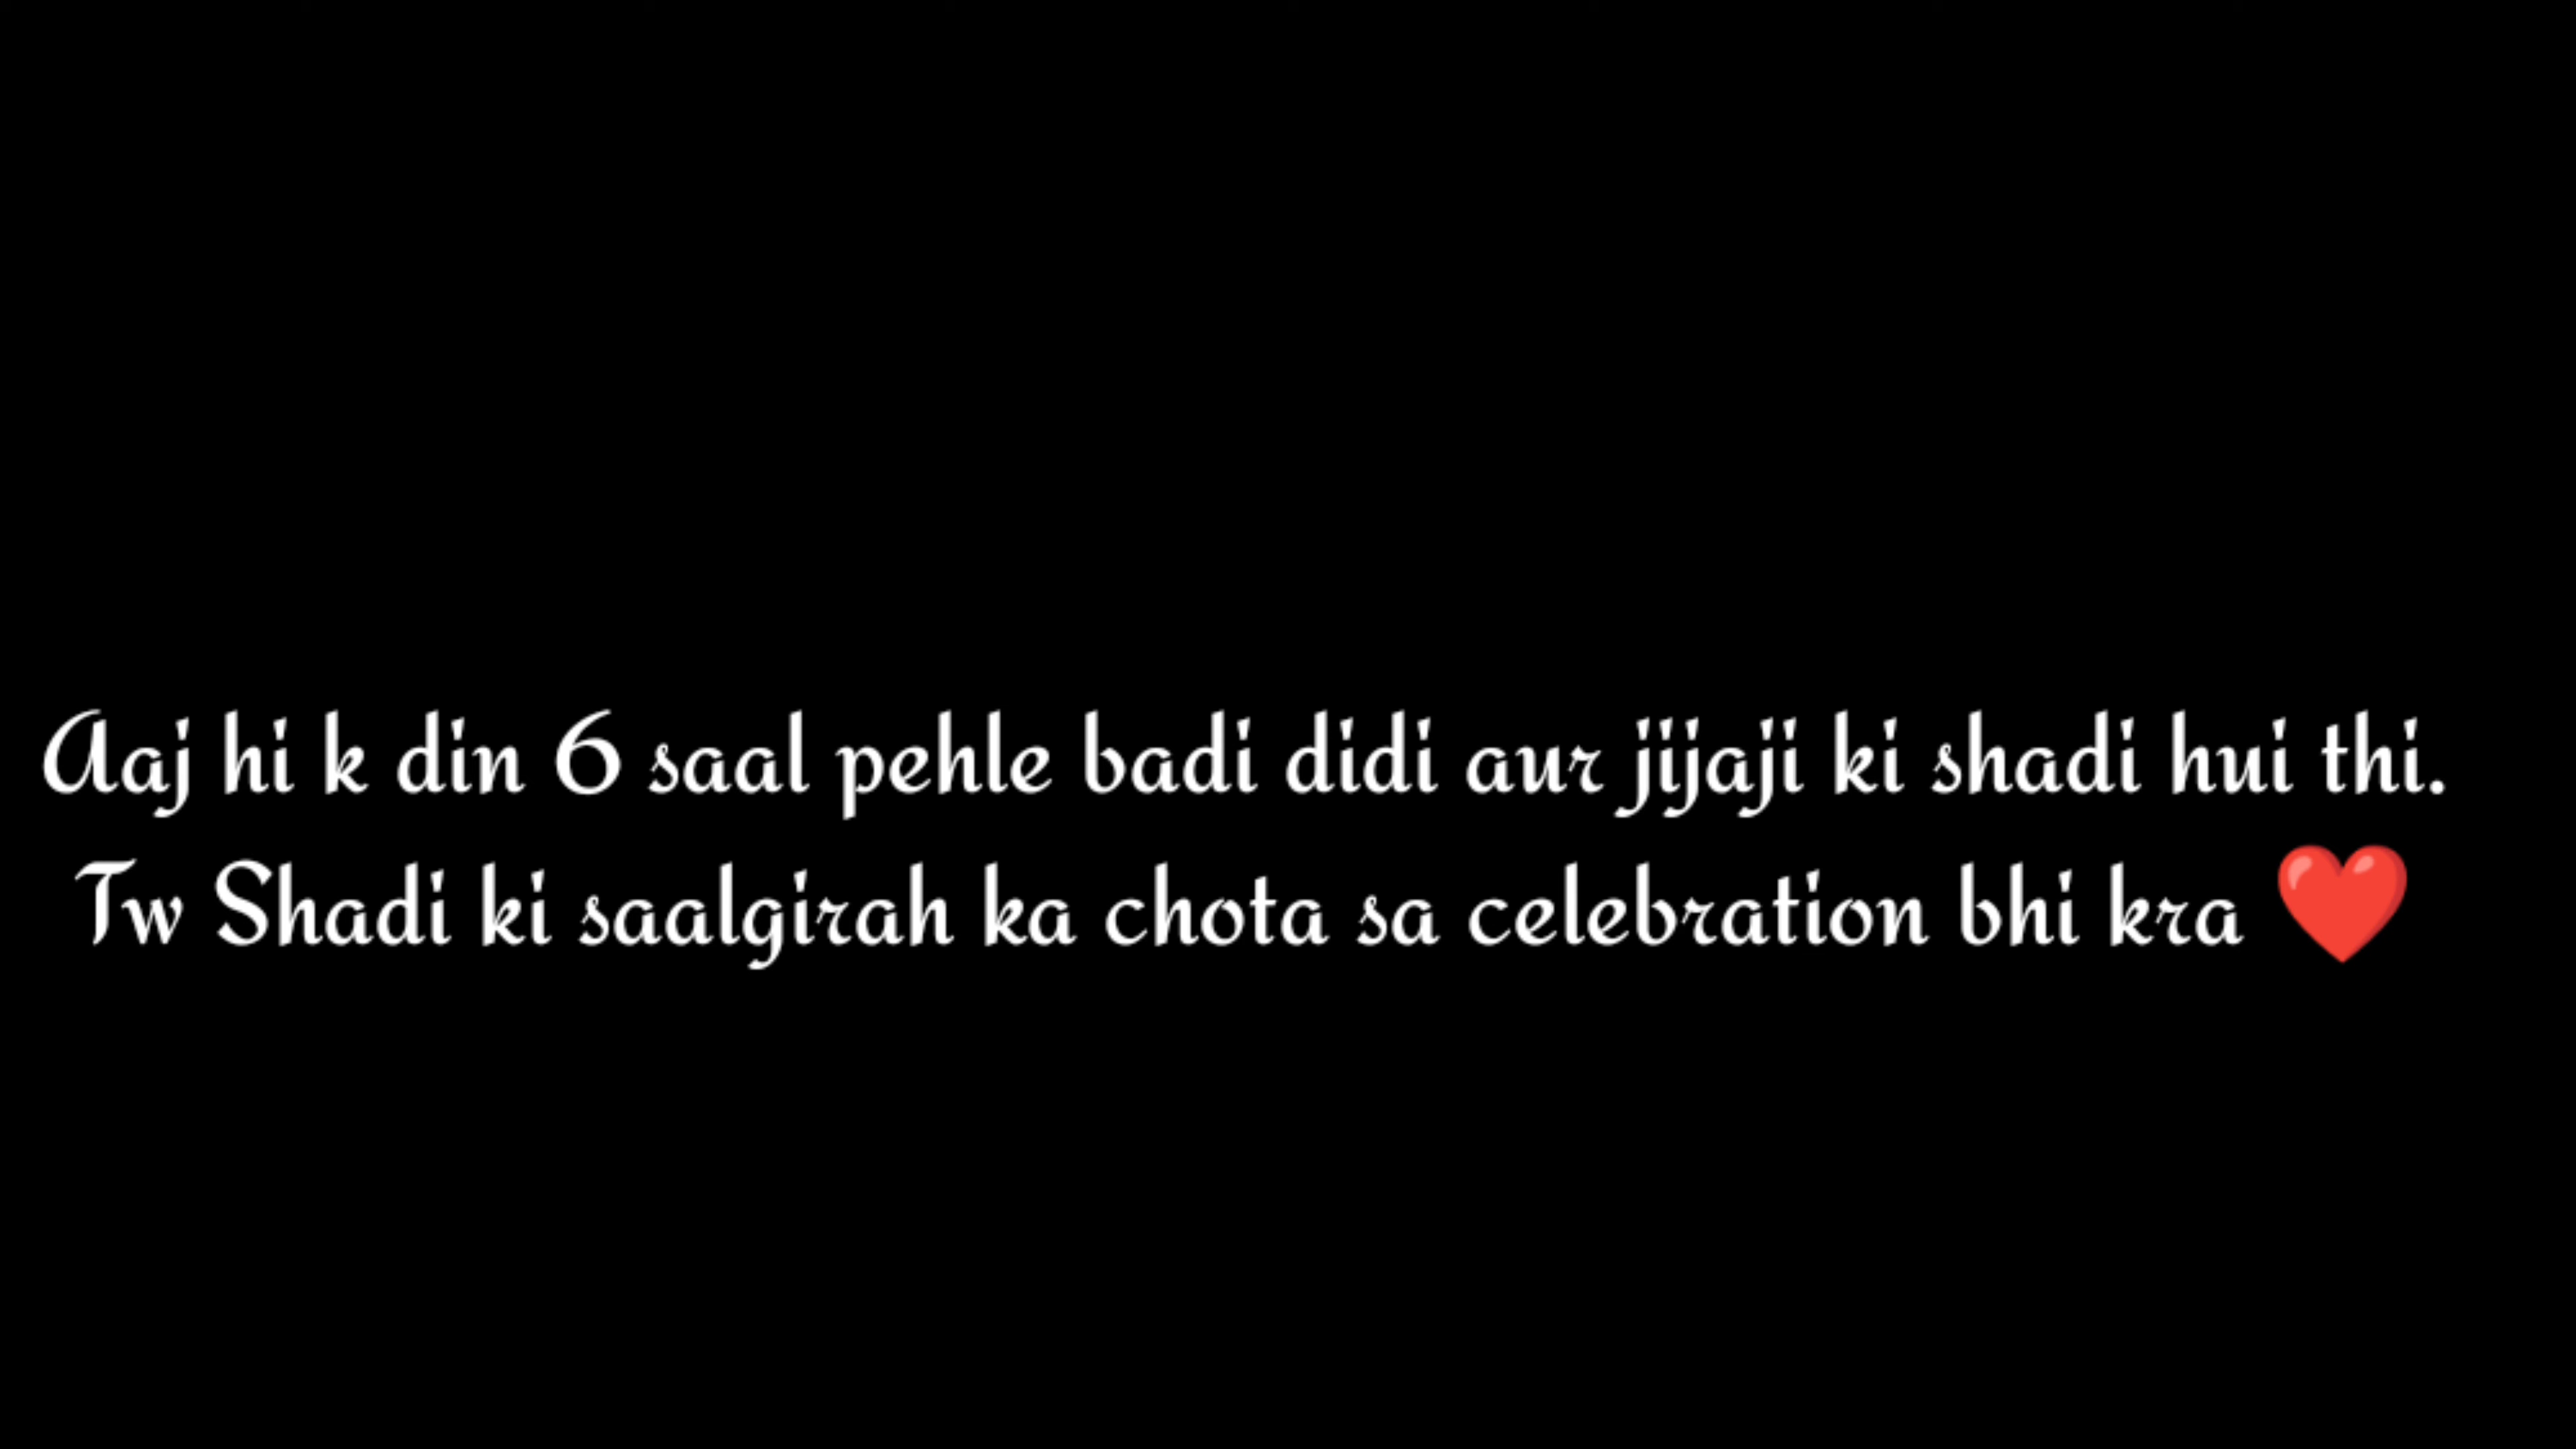 Aaj hi k din 6 saal pehle badi didi aur jijaji ki shadi hui thi.
Tw Shadi ki saalgirah ka chota sa celebration bhi kra ❤️